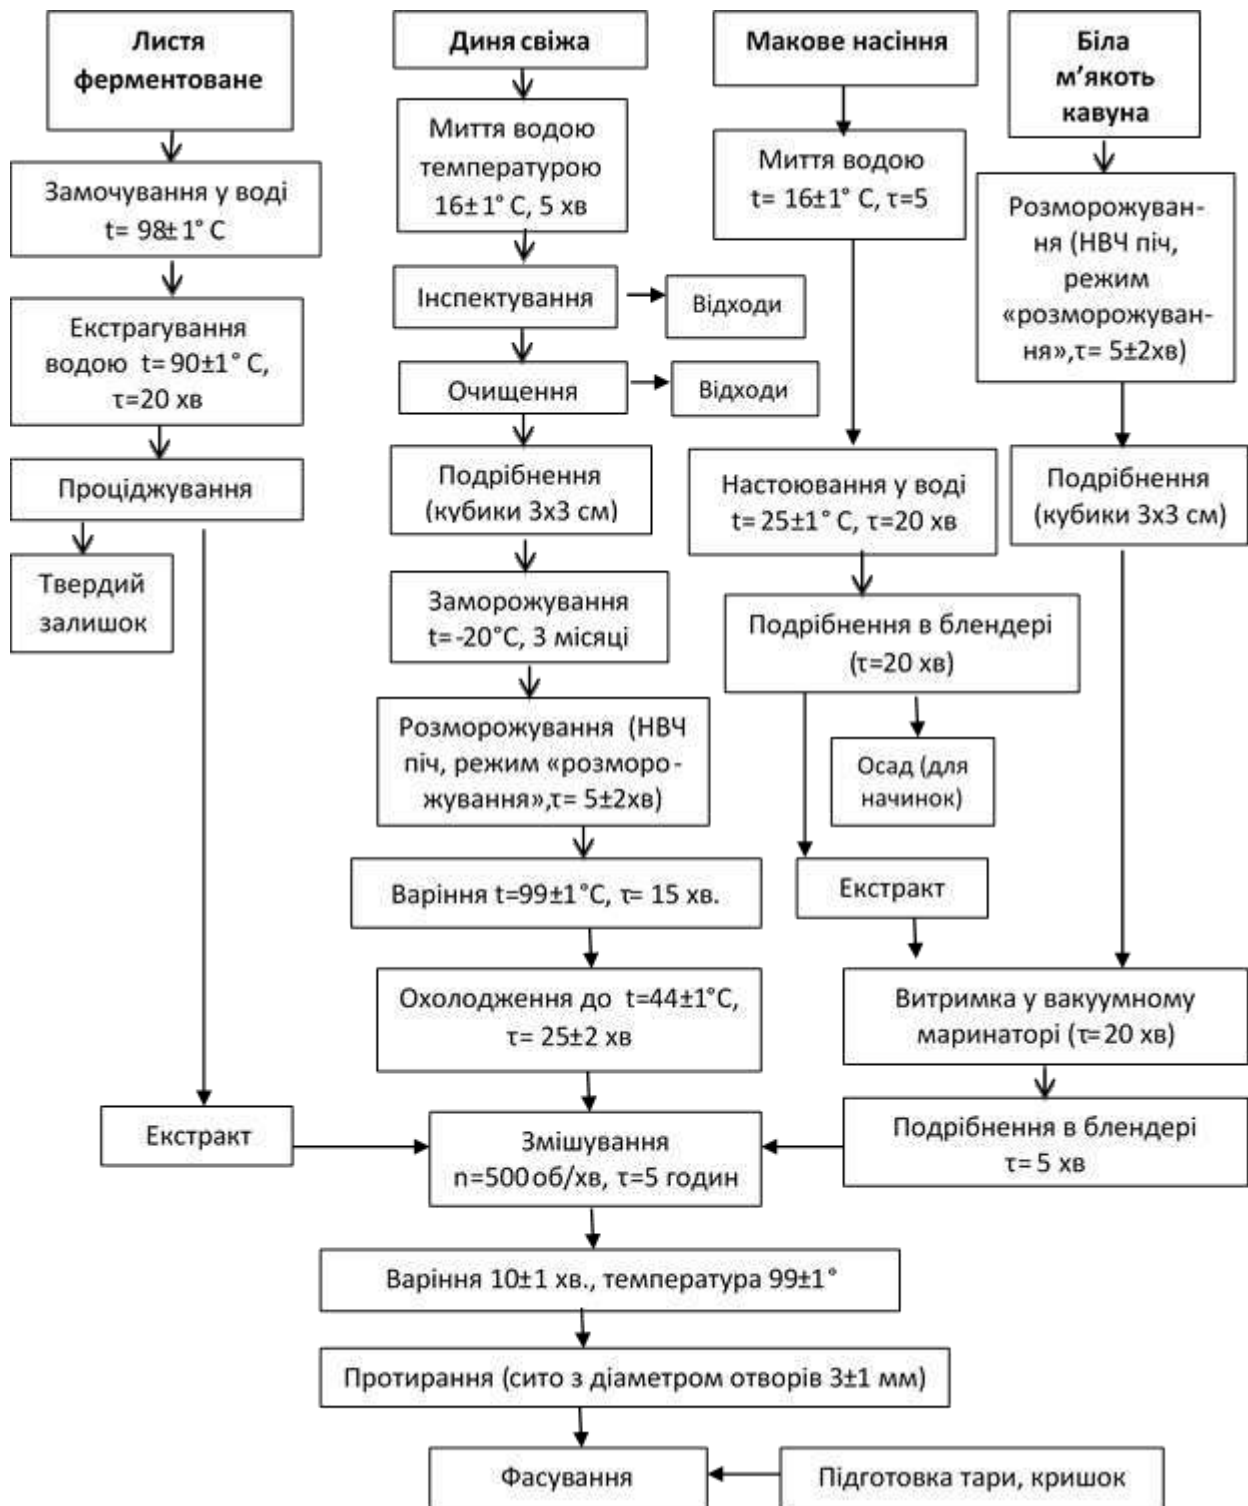 Листя
ферментоване
Замочування у воді
t= 98±1°С
Екстрагування
водою t=90±1°С,
τ=20 хв
Проціджування
Твердий
залишок
Екстракт
Диня свіжа
Миття водою
температурою
16±1°С, 5 хв
Інспектування
Відходи
Очищення
Відходи
Подрібнення
(кубики 3х3 см)
Заморожування
t=-20°С, 3 місяці
Розморожування (НВЧ
піч, режим «розморо-
жування»,τ= 5±2хв)
Варіння t=99±1°С, τ= 15 хв.
Охолодження до t=44±1°С,
τ= 25±2 хв
Макове насіння
Миття водою
t= 16±1°С, τ=5
Настоювання у воді
t=25±1°С, τ=20 хв
Подрібнення в блендері
(τ=20 хв)
Осад (для
начинок)
Екстракт
Біла
м’якоть
кавуна
Розморожуван-
ня (НВЧ піч,
режим
«розморожуван-
ня»,τ= 5±2хв)
Подрібнення
(кубики 3х3 см)
Витримка у вакуумному
маринаторі (τ=20 хв)
Подрібнення в блендері
τ= 5 хв
Змішування
n=500 об/хв, τ=5 годин
Варіння 10±1 хв., температура 99±1°
Протирання (сито з діаметром отворів 3±1 мм)
Фасування
Підготовка тари, кришок